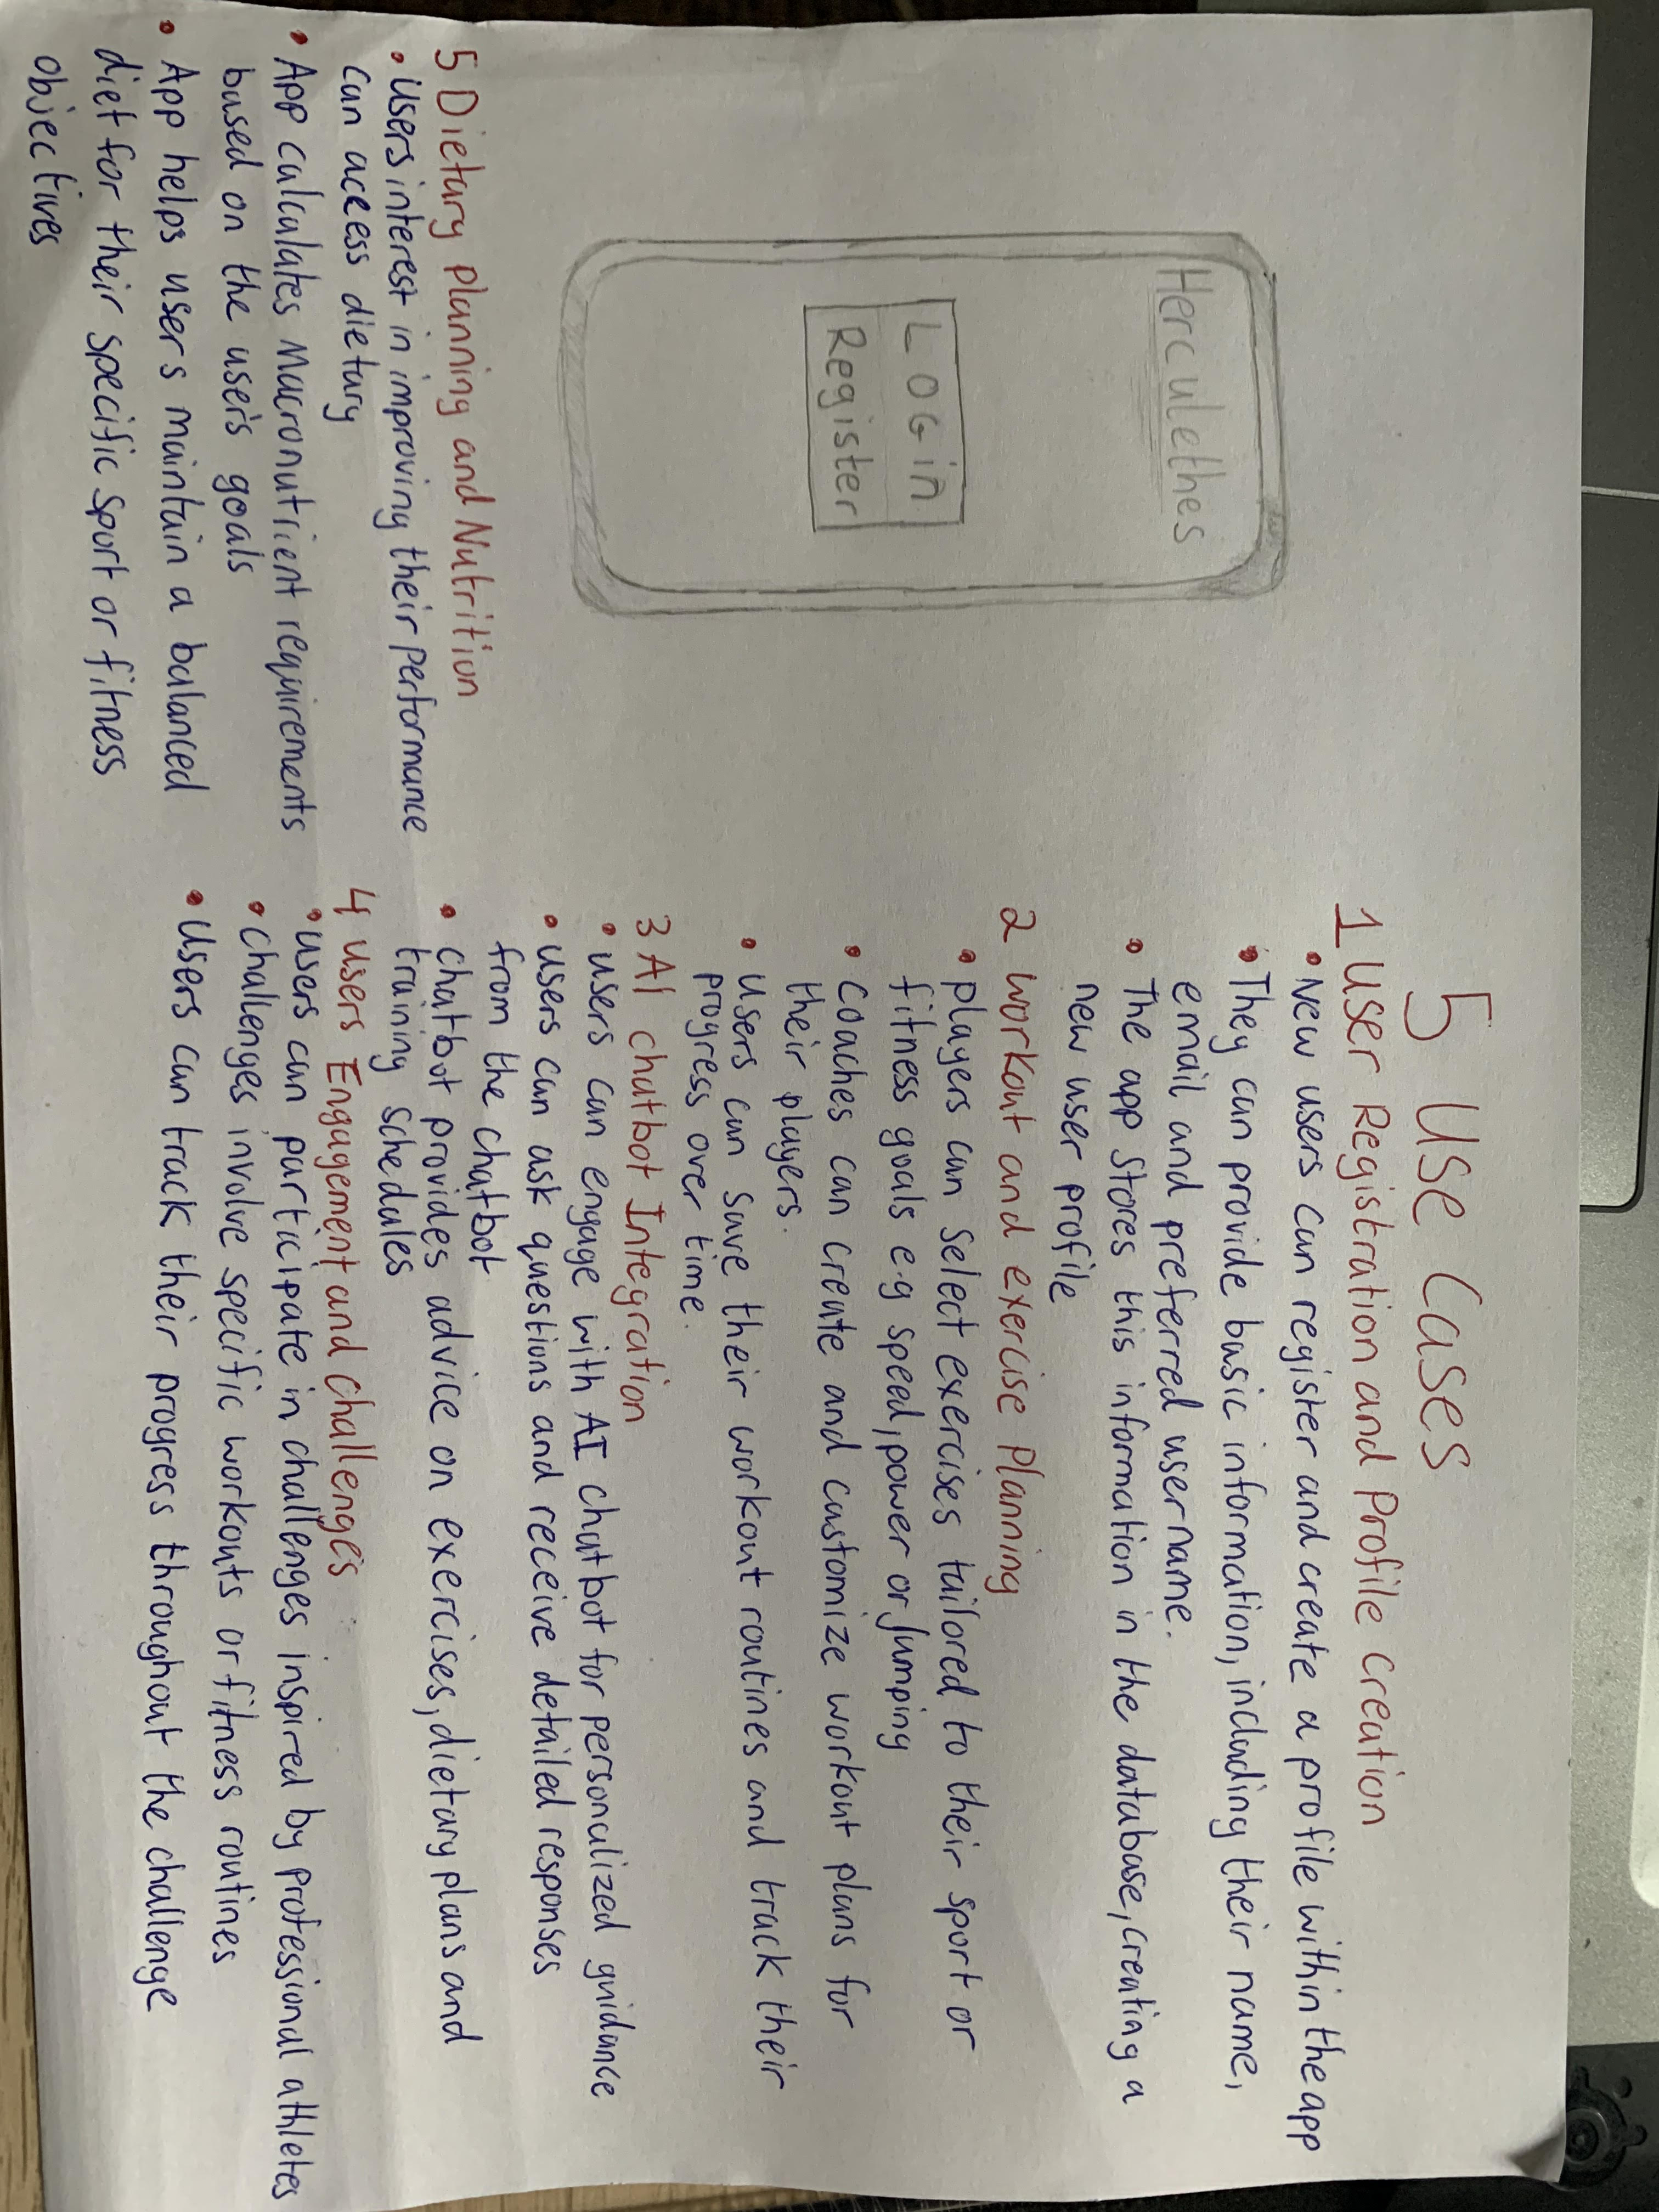 5 Use Cases
1 User Registration and Profile Creation
• New users can register and create a profile within the app
• They can provide basic information, including their name,
email and preferred username.
• The app stores this information in the database, creating a
new user profile
2 Workout and exercise Planning
• players can select exercises tailored to their sport or
fitness goals e.g speed, power or jumping
• Coaches can create and customize workout plans for
their players.
• Users can save their workout routines and track their
progress over time.
3 AI chatbot Integration
• users can engage with AI chatbot for personalized guidance
• users can ask questions and receive detailed responses
from the chatbot
• chatbot provides advice on exercises, dietary plans and
training schedules
4 users Engagement and challenges
• users can participate in challenges inspired by professional athletes
• challenges involve specific workouts or fitness routines
• Users can track their progress throughout the challenge
Herculethes
LOG in
Register
5 Dietary planning and Nutrition
• Users interest in improving their performance
can access dietary
• App calculates Macronutrient requirements
based on the user's goals
• App helps users maintain a balanced
diet for their specific sport or fitness
objectives